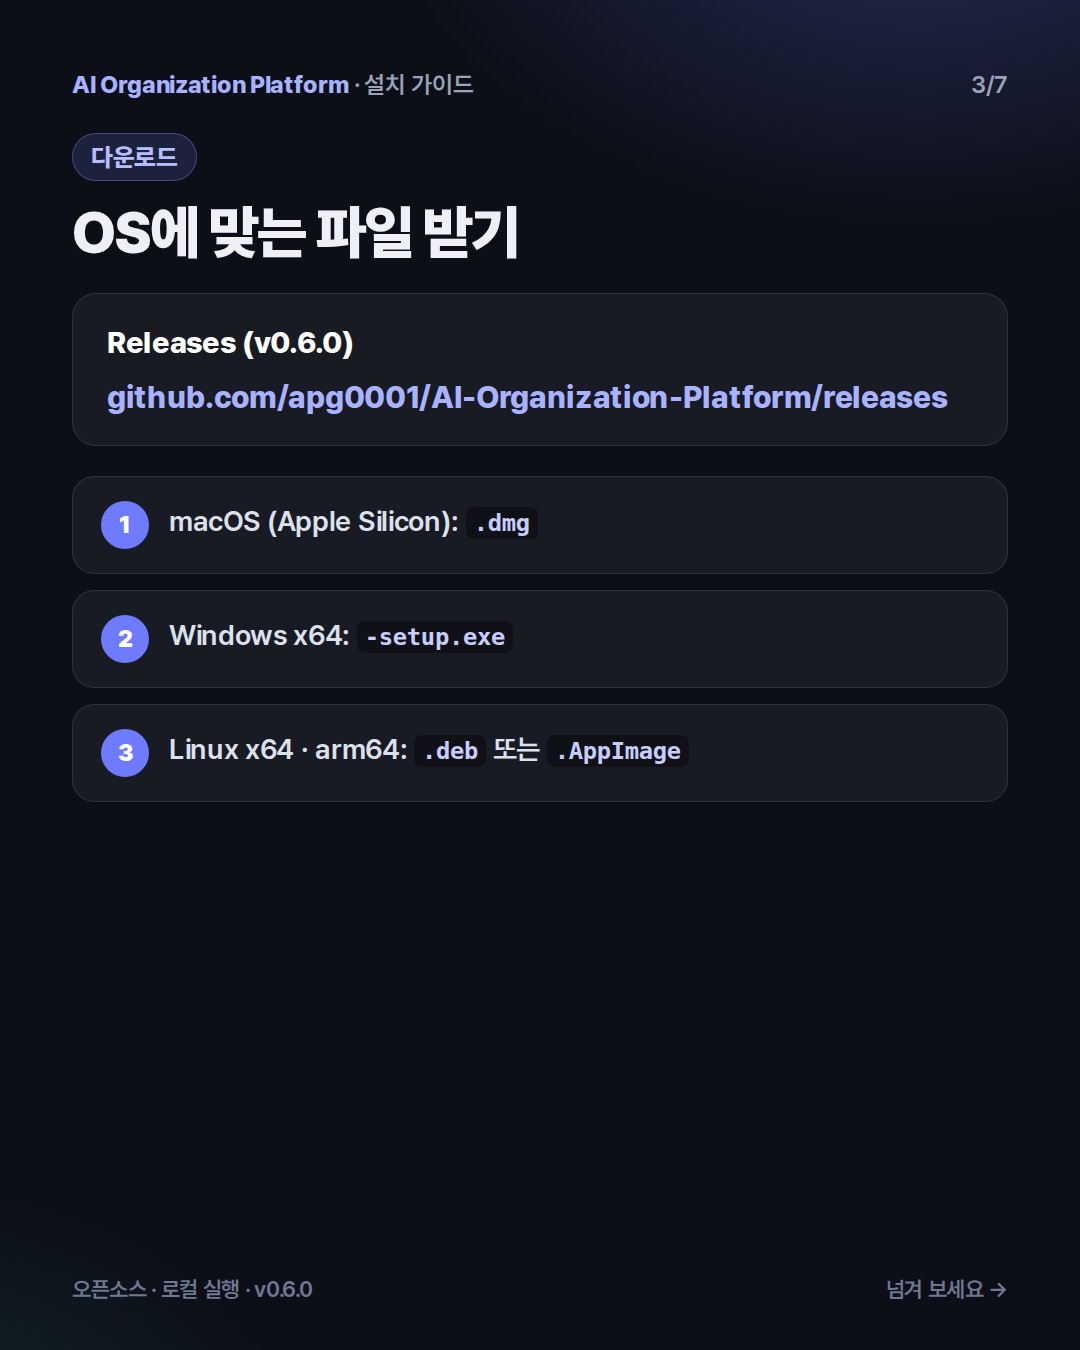 AI Organization Platform · 설치 가이드
3/7
다운로드
OS에 맞는 파일 받기
Releases (v0.6.0)
github.com/apg0001/AI-Organization-Platform/releases
1 macOS (Apple Silicon): .dmg
2 Windows x64: -setup.exe
3 Linux x64 · arm64: .deb 또는 .AppImage
오픈소스 · 로컬 실행 · v0.6.0
넘겨 보세요 →